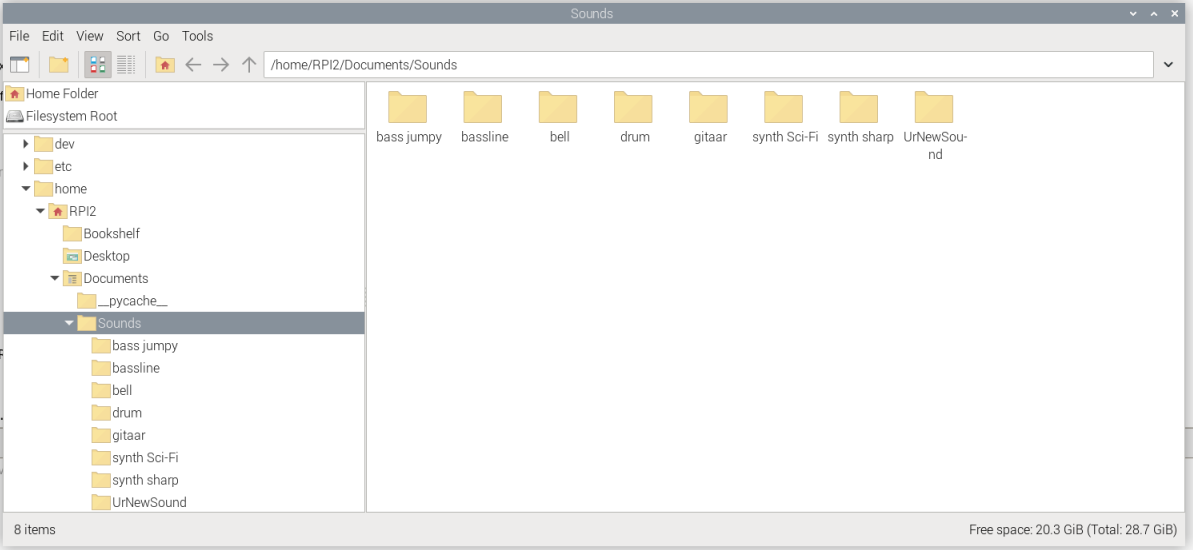 Sounds
File Edit View Sort Go Tools
/home/RPI2/Documents/Sounds
Home Folder
Filesystem Root
dev
etc
home
RPI2
Bookshelf
Desktop
Documents
__pycache__
Sounds
bass jumpy
bassline
bell
drum
gitaar
synth Sci-Fi
synth sharp
UrNewSound
bass jumpy bassline bell drum gitaar synth Sci-Fi synth sharp UrNewSou-
nd
8 items
Free space: 20.3 GiB (Total: 28.7 GiB)